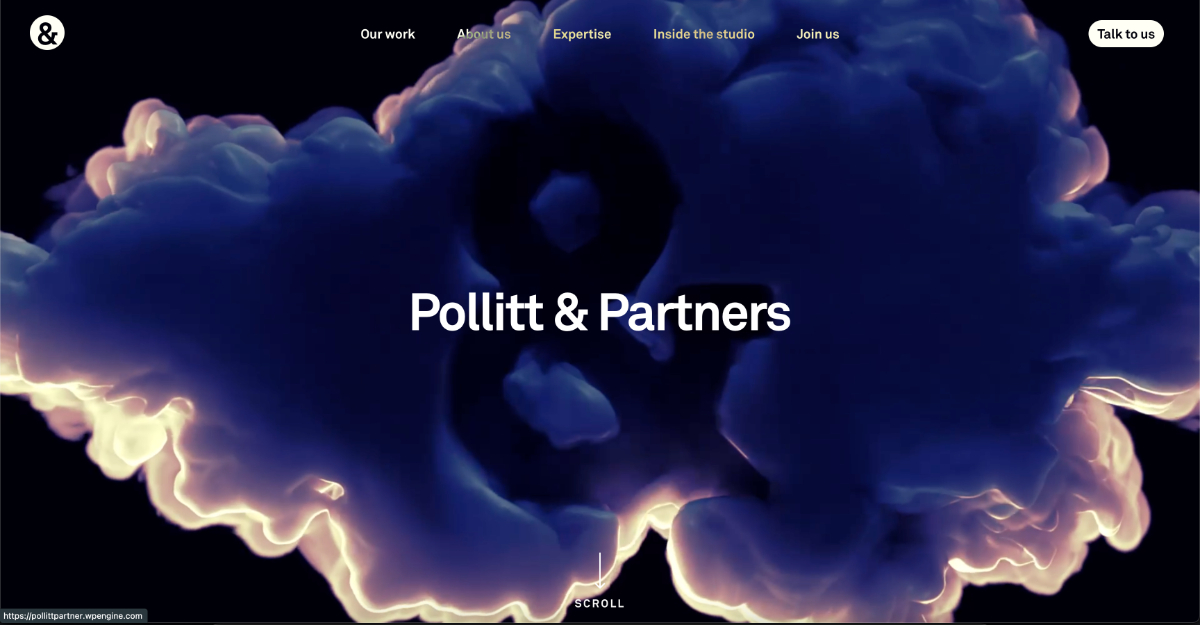 &
Our work
About us
Expertise
Inside the studio
Join us
Talk to us
&
Pollitt & Partners
SCROLL
https://pollittpartner.wpengine.com